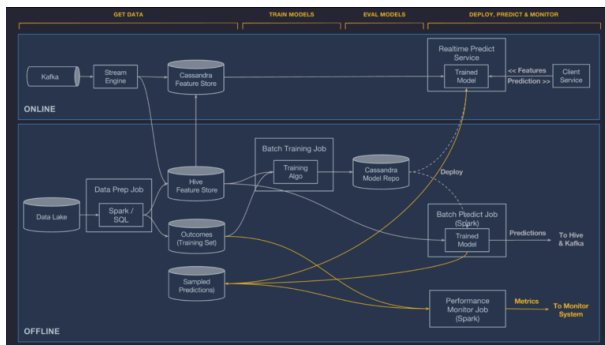 GET DATA
TRAIN MODELS
EVAL MODELS
DEPLOY, PREDICT & MONITOR
Kafka
Stream
Engine
Cassandra
Feature Store
Realtime Predict
Service
Trained
Model
<< Features
Prediction >>
Client
Service
ONLINE
Batch Training Job
Training
Algo
Hive
Feature Store
Cassandra
Model Repo
Deploy
Data Prep Job
Data Lake
Spark /
SQL
Outcomes
(Training Set)
Batch Predict Job
(Spark)
Trained
Model
Predictions
To Hive
& Kafka
Sampled
Predictions)
Performance
Monitor Job
(Spark)
Metrics
To Monitor
System
OFFLINE